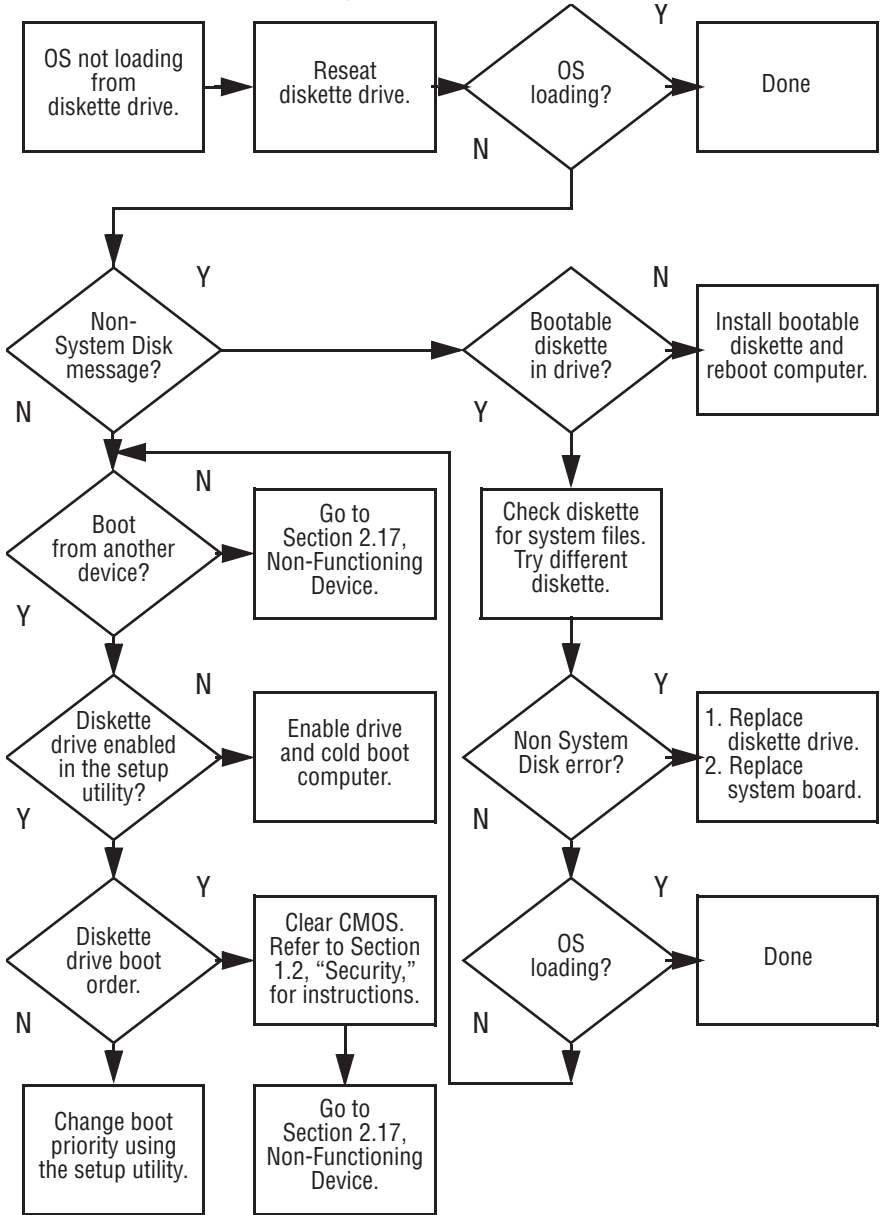 OS not loading
from
diskette drive.
Reseat
diskette drive.
OS
loading?
Y
N
Done
Non-
System Disk
message?
Y
N
Bootable
diskette
in drive?
N
Y
Install bootable
diskette and
reboot computer.
Boot
from another
device?
N
Y
Go to
Section 2.17,
Non-Functioning
Device.
Check diskette
for system files.
Try different
diskette.
Diskette
drive enabled
in the setup
utility?
N
Y
Enable drive
and cold boot
computer.
Non System
Disk error?
Y
N
1. Replace
diskette drive.
2. Replace
system board.
Diskette
drive boot
order.
Y
N
Clear CMOS.
Refer to Section
1.2, “Security,”
for instructions.
OS
loading?
Y
N
Done
Change boot
priority using
the setup utility.
Go to
Section 2.17,
Non-Functioning
Device.